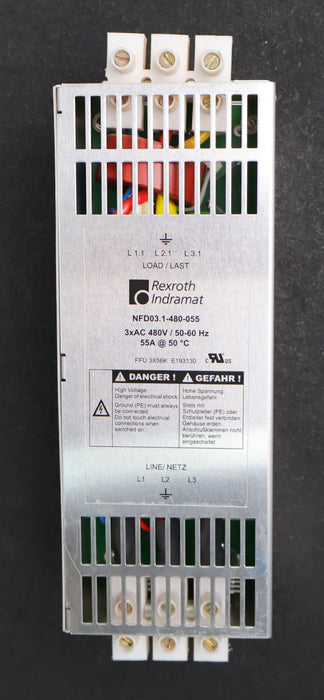 L 1.1 L 2.1 L 3.1
LOAD / LAST
Rexroth
Indramat
NFD03.1-480-055
3xAC 480V / 50-60 Hz
55A @ 50 °C
FFU 3X56K E193130 c RU US
DANGER ! GEFAHR !
High Voltage.
Danger of electrical shock.
Ground (PE) must always
be connected.
Do not touch electrical
connections when
switched on.
Hohe Spannung.
Lebensgefahr.
Stets mit
Schutzleiter (PE) oder
Erdleiter fest verbinden.
Gehäuse erden.
Anschlußklemmen nicht
berühren, wenn
eingeschaltet.
LINE/ NETZ
L1 L2 L3